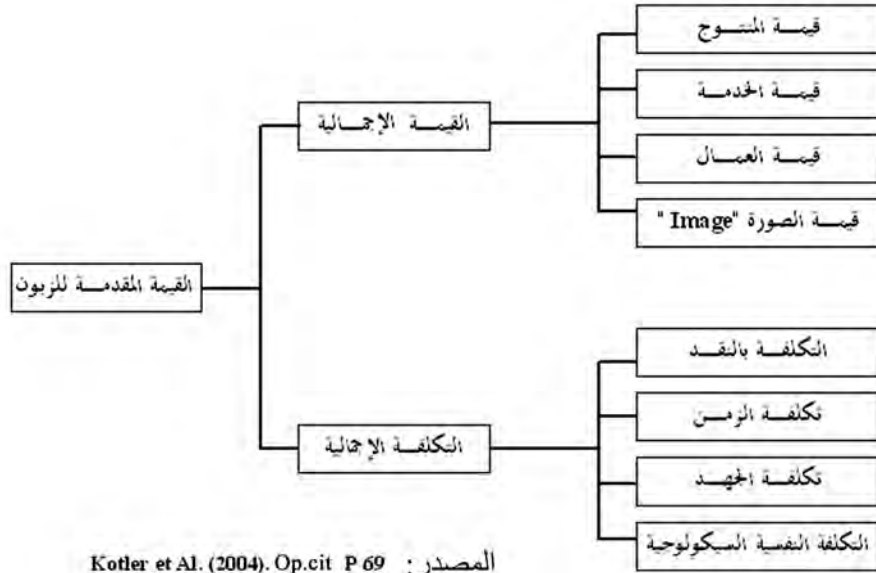 قيمة المنتوج
قيمة الخدمة
القيمة الإجمالية
قيمة العمال
قيمة الصورة "Image"
القيمة المقدمة للزبون
التكلفة بالنقد
تكلفة الزمن
التكلفة الإجمالية
تكلفة الجهد
التكلفة النفسية السيكولوجية
المصدر : Kotler et Al. (2004). Op.cit P 69